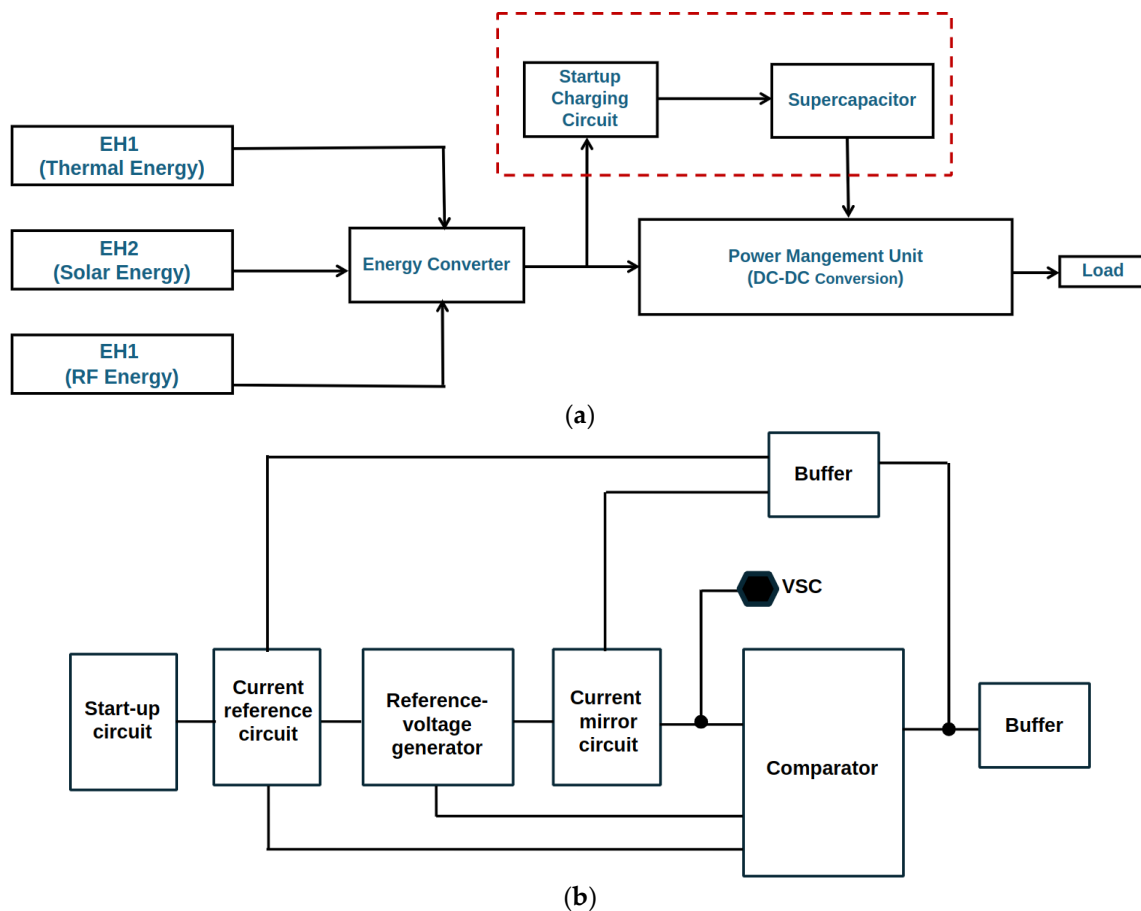 Startup
Charging
Circuit
Supercapacitor
EH1
(Thermal Energy)
EH2
(Solar Energy)
Energy Converter
Power Mangement Unit
(DC-DC Conversion)
Load
EH1
(RF Energy)
(a)
Buffer
VSC
Start-up
circuit
Current
reference
circuit
Reference-
voltage
generator
Current
mirror
circuit
Comparator
Buffer
(b)